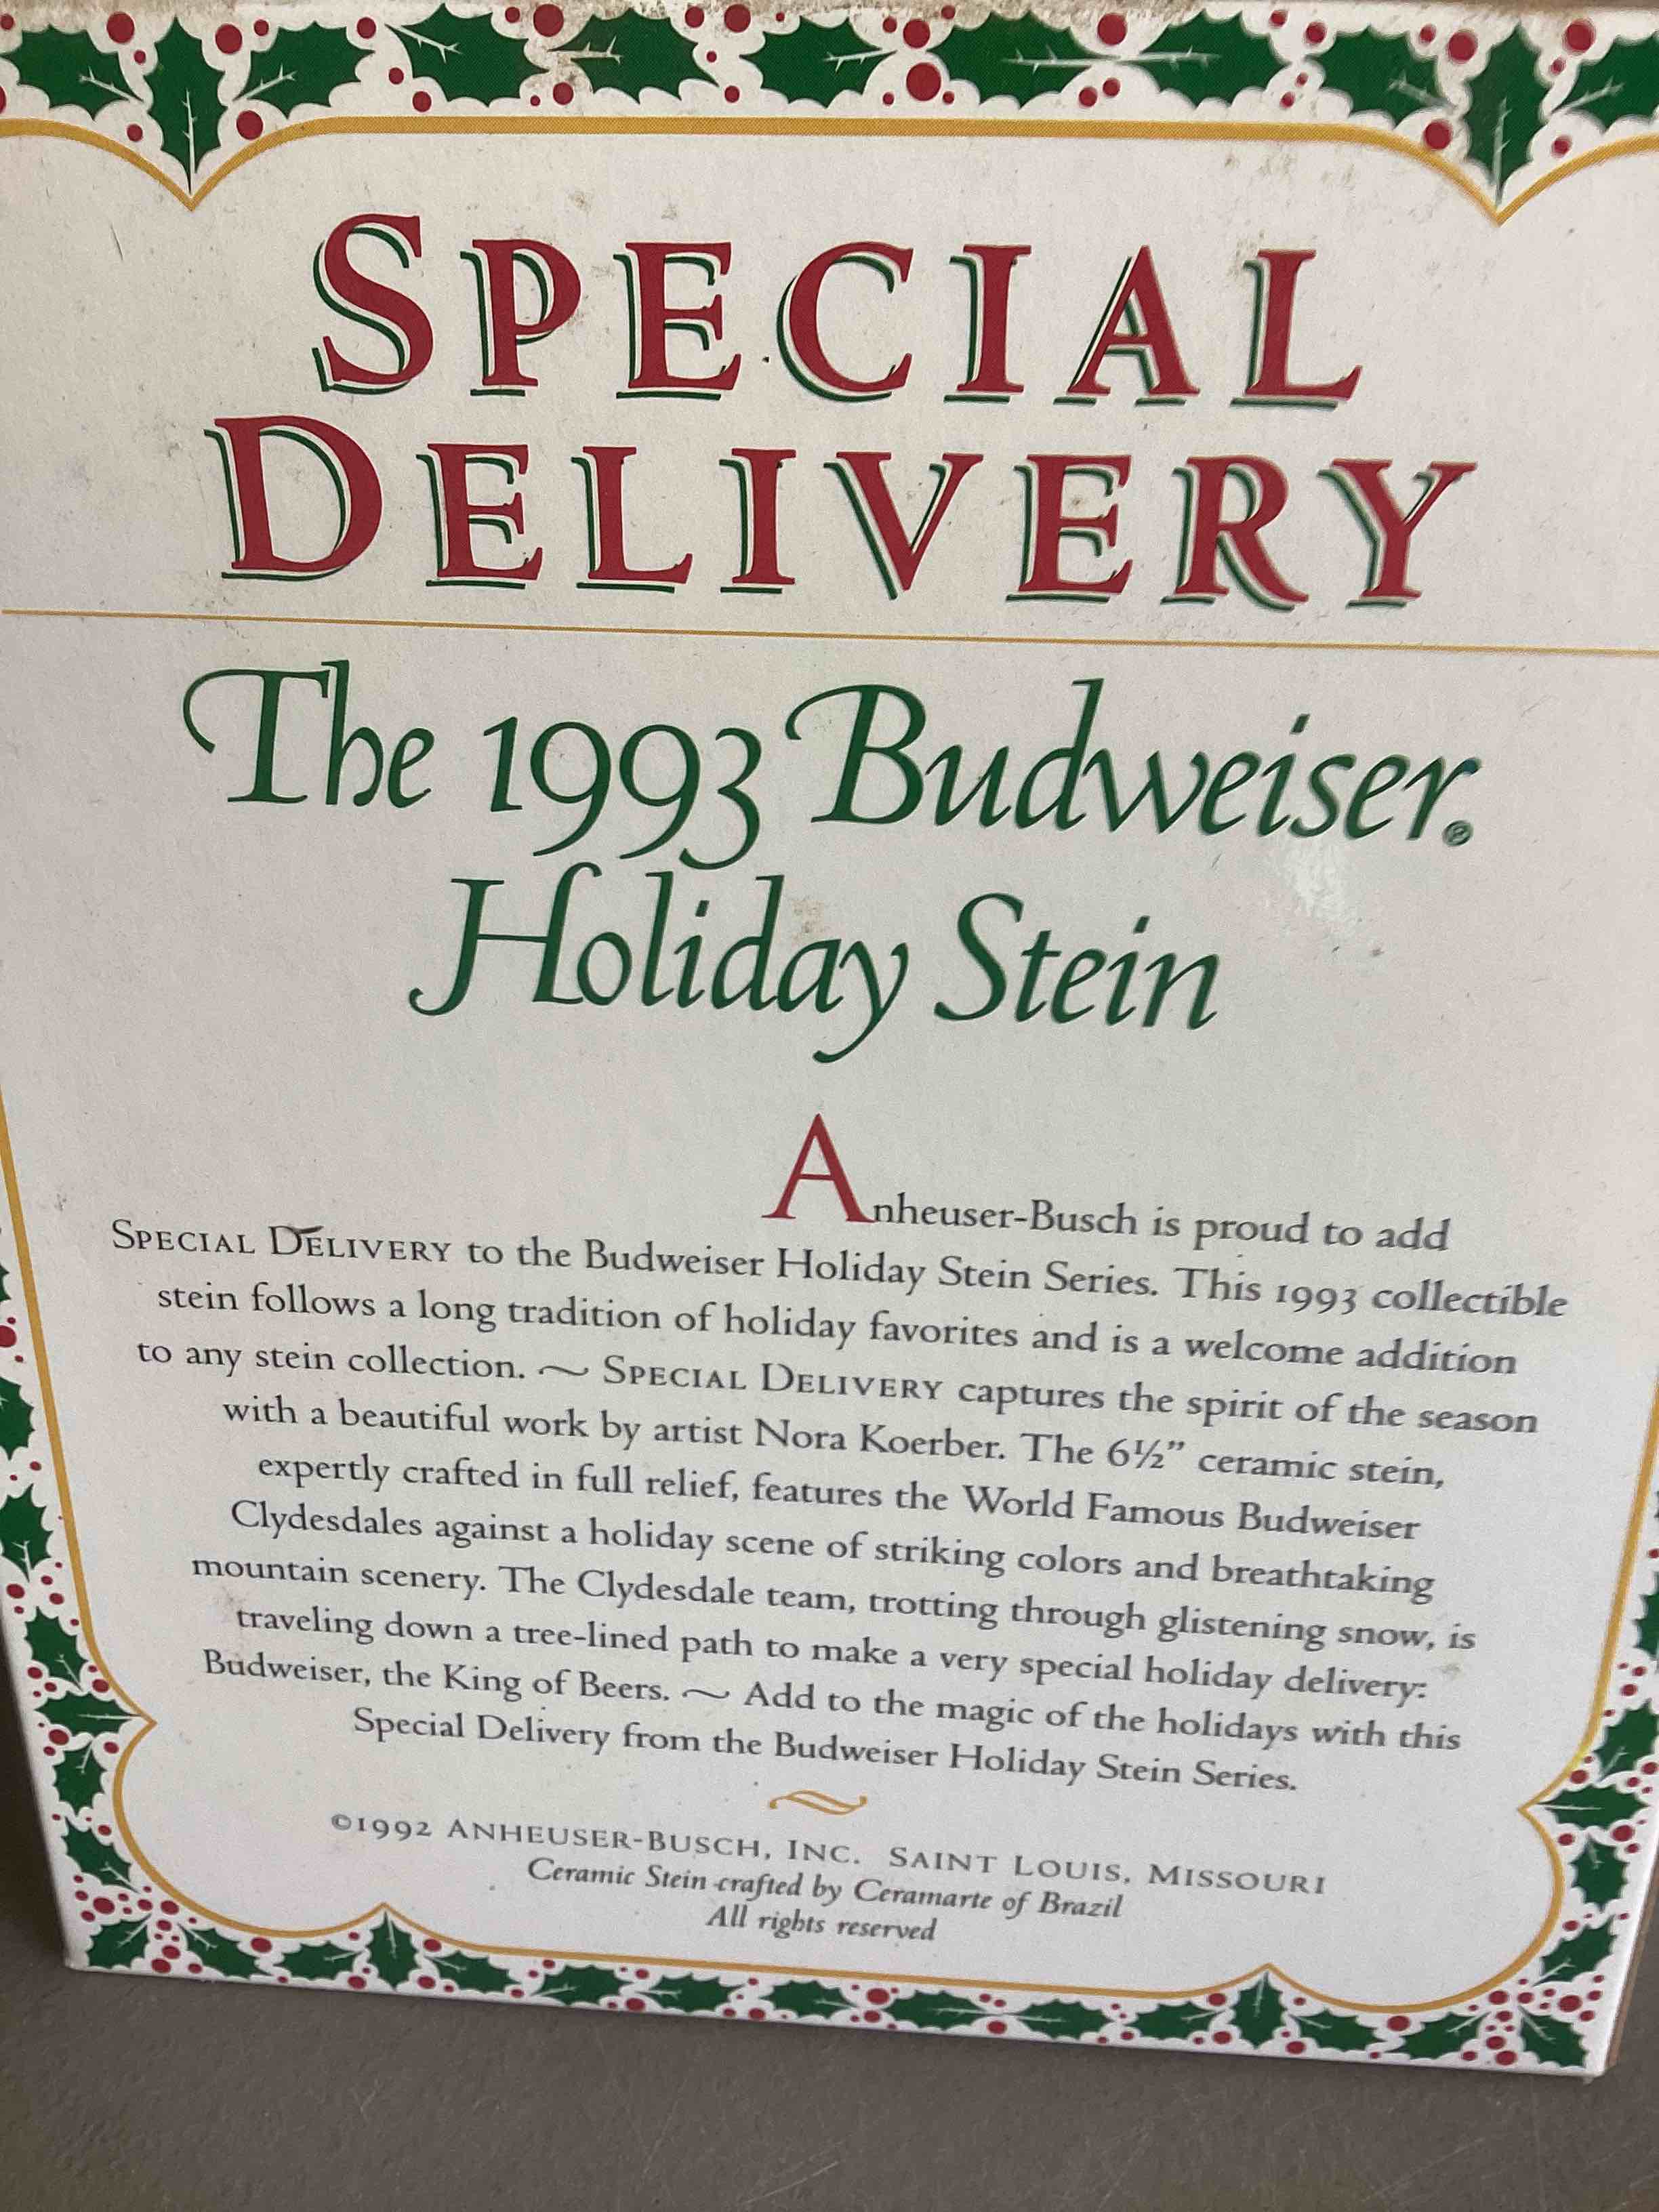 SPECIAL
DELIVERY
The 1993 Budweiser®
Holiday Stein
Anheuser-Busch is proud to add
SPECIAL DELIVERY to the Budweiser Holiday Stein Series. This 1993 collectible
stein follows a long tradition of holiday favorites and is a welcome addition
to any stein collection. ~ SPECIAL DELIVERY captures the spirit of the season
with a beautiful work by artist Nora Koerber. The 6½” ceramic stein,
expertly crafted in full relief, features the World Famous Budweiser
Clydesdales against a holiday scene of striking colors and breathtaking
mountain scenery. The Clydesdale team, trotting through glistening snow, is
traveling down a tree-lined path to make a very special holiday delivery:
Budweiser, the King of Beers. ~ Add to the magic of the holidays with this
Special Delivery from the Budweiser Holiday Stein Series.
©1992 ANHEUSER-BUSCH, INC. SAINT LOUIS, MISSOURI
Ceramic Stein crafted by Ceramarte of Brazil
All rights reserved